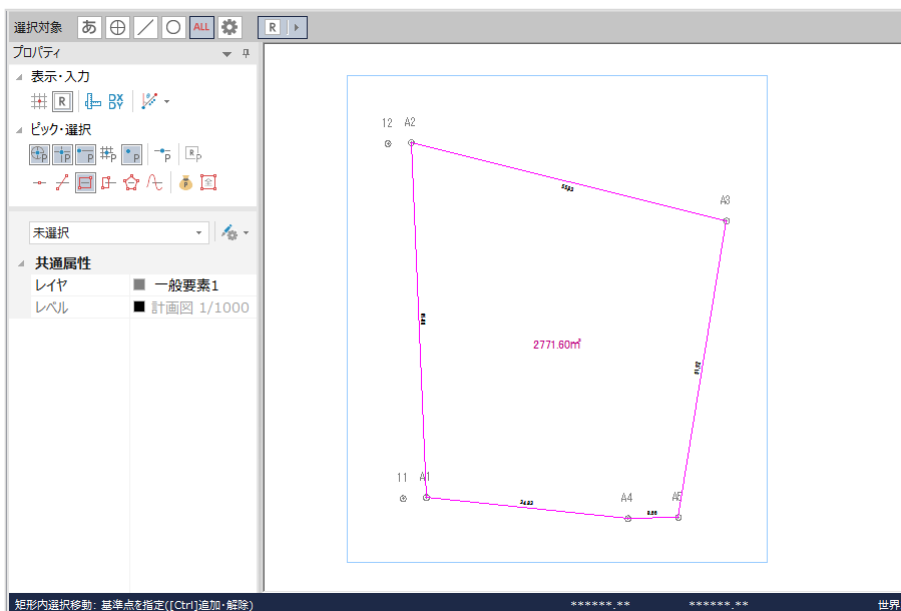 選択対象 あ ALL R
プロパティ
表示・入力
R DX DY
ピック・選択
P P P P P P R P
P 全
未選択
共通属性
レイヤ 一般要素1
レベル 計画図 1/1000
12 A2
A3
2771.60㎡
11 A1
A4 A5
矩形内選択移動: 基準点を指定([Ctrl]追加・解除) ******.** ******.** 世界